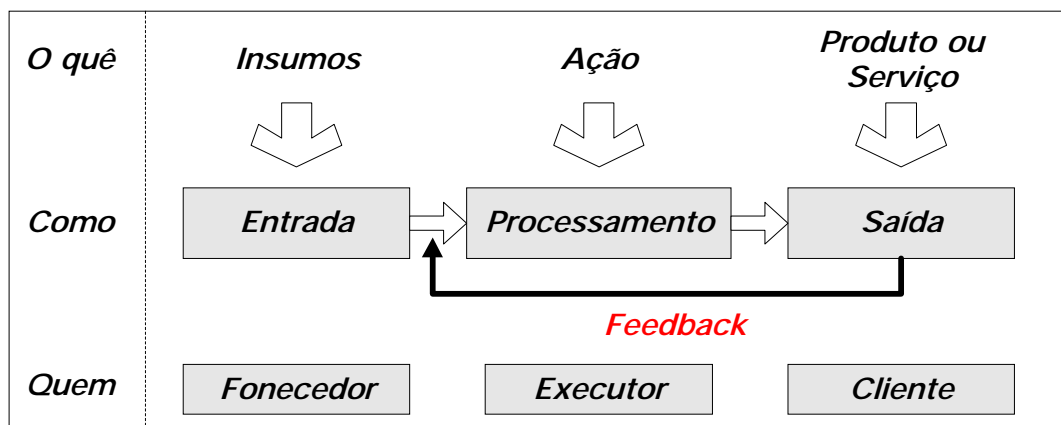 O quê
Insumos
Ação
Produto ou
Serviço
Como
Entrada
Processamento
Saída
Feedback
Quem
Fonecedor
Executor
Cliente